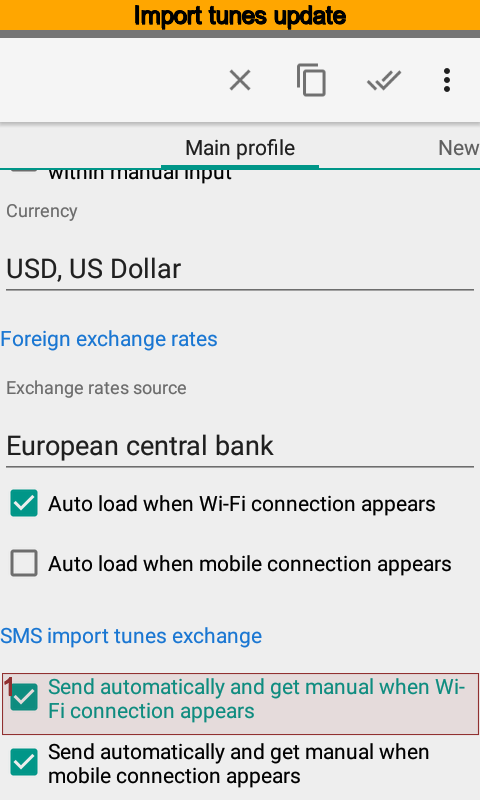 Import tunes update
Main profile
New
within manual input
Currency
USD, US Dollar
Foreign exchange rates
Exchange rates source
European central bank
Auto load when Wi-Fi connection appears
Auto load when mobile connection appears
SMS import tunes exchange
1
Send automatically and get manual when Wi-
Fi connection appears
Send automatically and get manual when
mobile connection appears